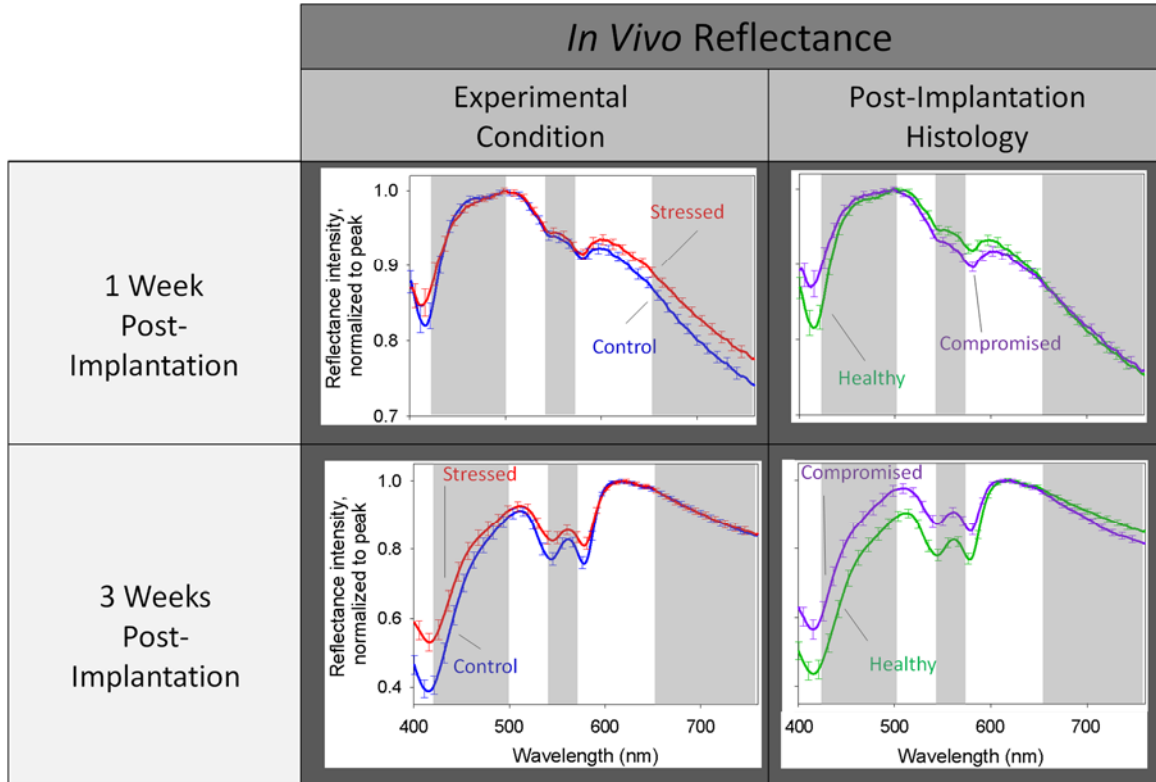 In Vivo Reflectance
Experimental
Condition
Post-Implantation
Histology
1 Week
Post-
Implantation
Reflectance intensity,
normalized to peak
1.0
0.9
0.8
0.7
Stressed
Control
Compromised
Healthy
3 Weeks
Post-
Implantation
Reflectance intensity,
normalized to peak
1.0
0.8
0.6
0.4
Stressed
Control
400 500 600 700
Wavelength (nm)
Compromised
Healthy
400 500 600 700
Wavelength (nm)